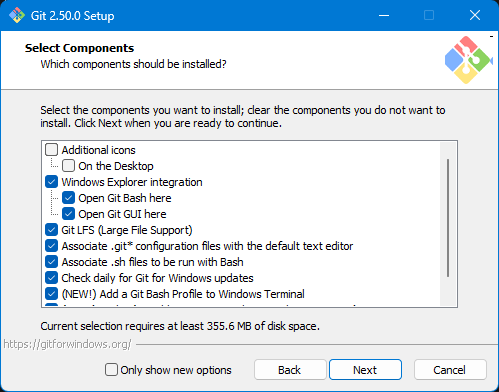 Git 2.50.0 Setup
Select Components
Which components should be installed?
Select the components you want to install; clear the components you do not want to
install. Click Next when you are ready to continue.
Additional icons
On the Desktop
Windows Explorer integration
Open Git Bash here
Open Git GUI here
Git LFS (Large File Support)
Associate .git* configuration files with the default text editor
Associate .sh files to be run with Bash
Check daily for Git for Windows updates
(NEW!) Add a Git Bash Profile to Windows Terminal
Current selection requires at least 355.6 MB of disk space.
https://gitforwindows.org/
Only show new options
Back
Next
Cancel